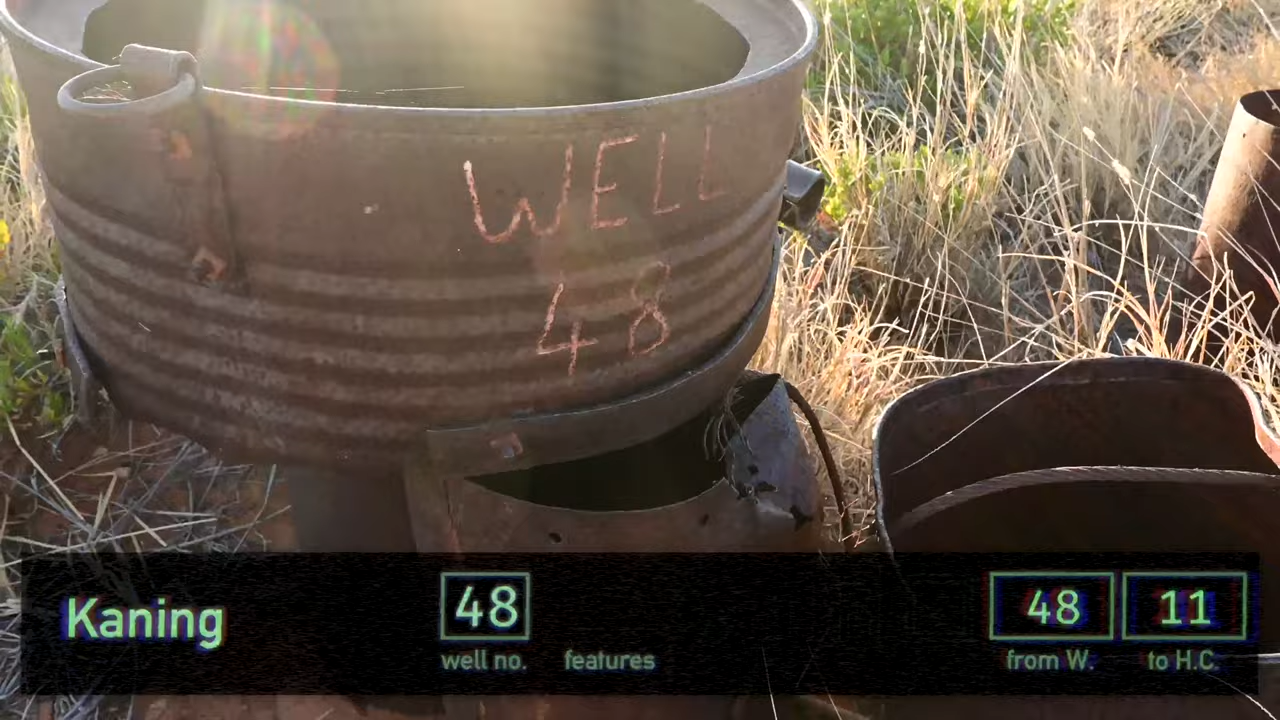 WELL
48
Kaning
48
well no.
features
48
from W.
11
to H.C.